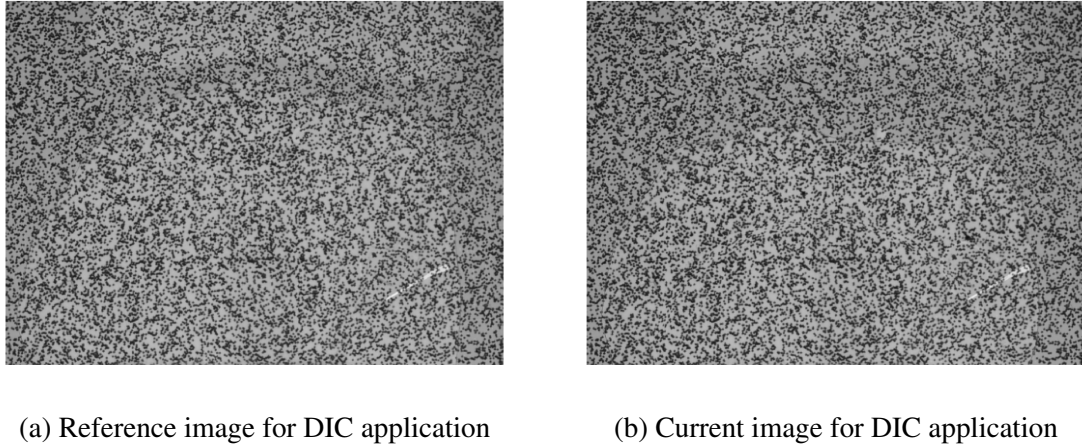 (a) Reference image for DIC application
(b) Current image for DIC application